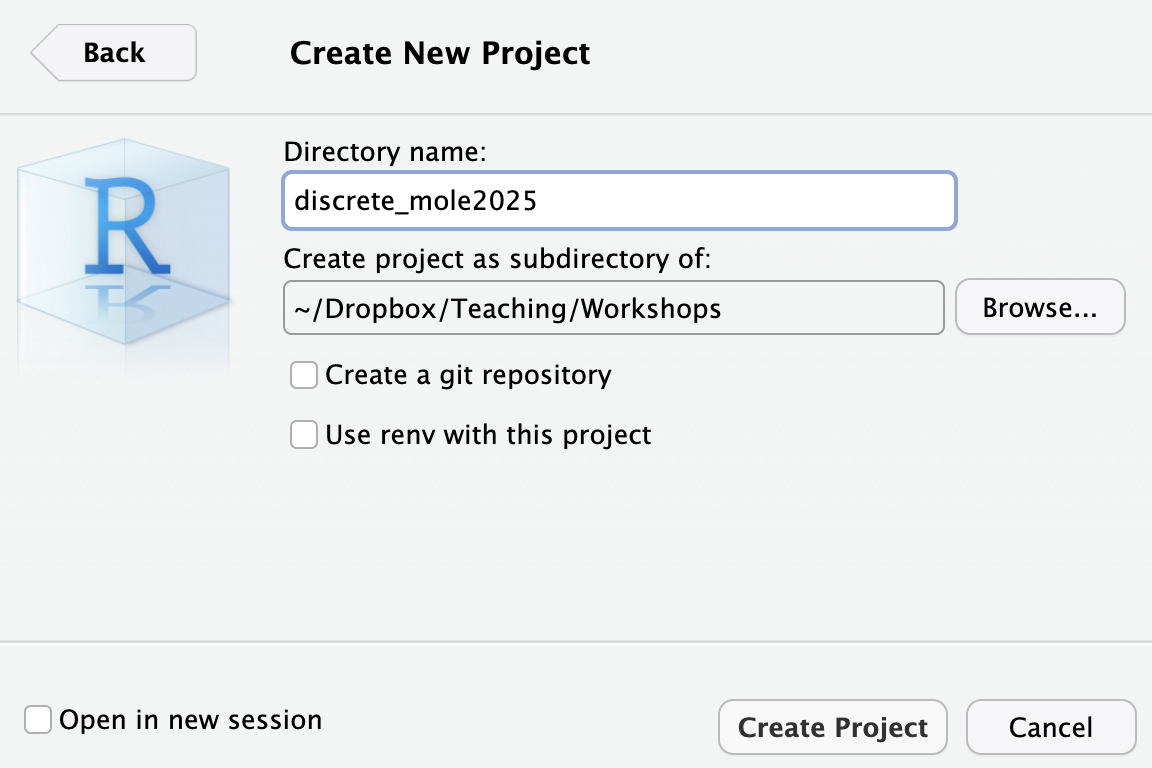 Back
Create New Project
R
Directory name:
discrete_mole2025
Create project as subdirectory of:
~/Dropbox/Teaching/Workshops
Browse...
Create a git repository
Use renv with this project
Open in new session
Create Project
Cancel